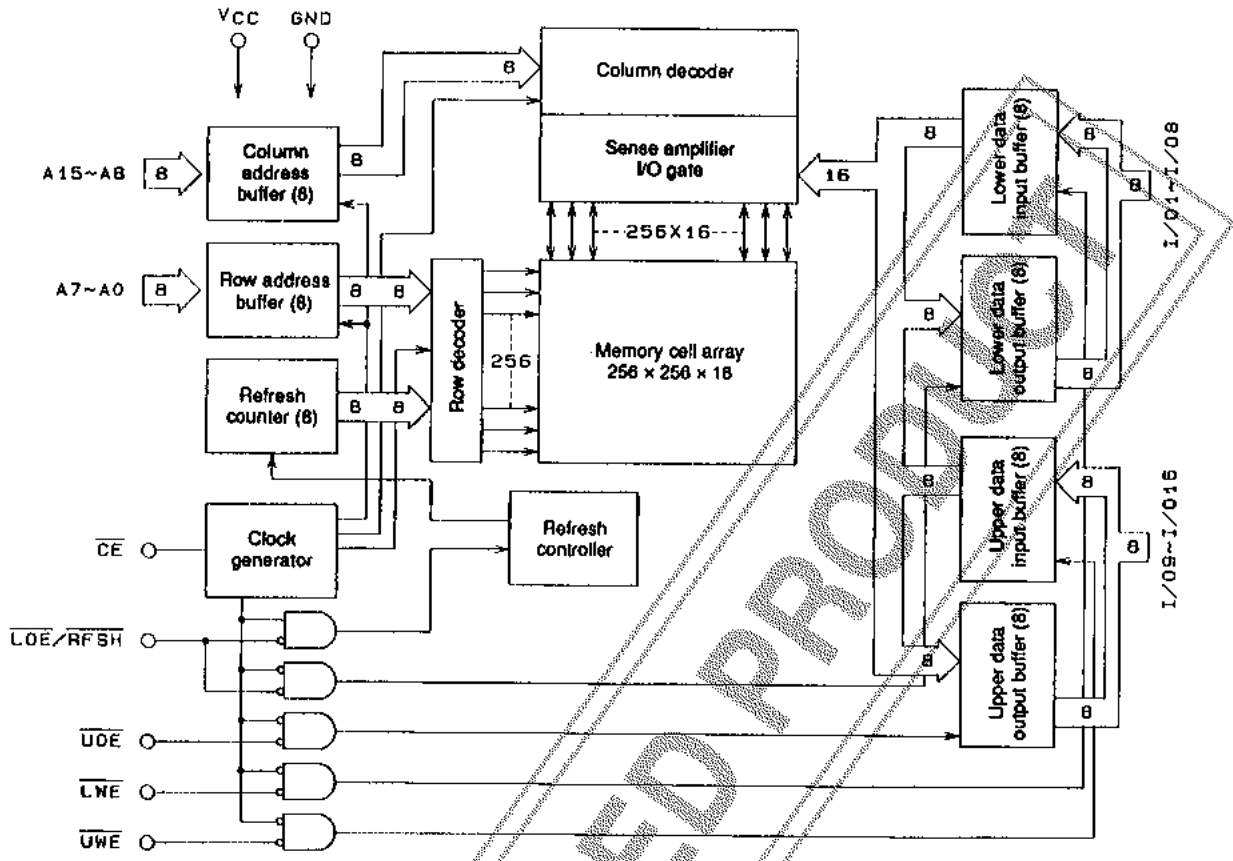 VCC GND
Column decoder
8
Column
address
buffer (8)
8
A15~A8
8
Sense amplifier
I/O gate
16
8
Lower data
input buffer (8)
8
8
I/O1~I/O8
256X16
A7~A0
8
Row address
buffer (8)
8 8
Row decoder
256
Memory cell array
256 × 256 × 16
8
Lower data
output buffer (8)
8
Refresh
counter (8)
8 8
8
Upper data
input buffer (8)
8
8
I/O9~I/O16
CE
Clock
generator
Refresh
controller
LOE/RFSH
8
Upper data
output buffer (8)
8
UOE
LWE
UWE
ED PRODUCT